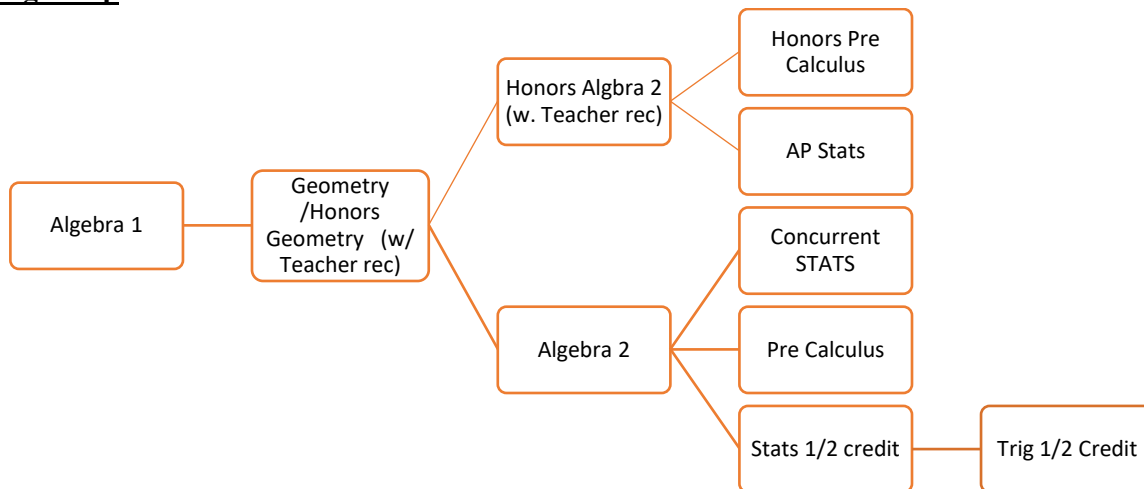 Algebra 1
Geometry
/Honors
Geometry (w/
Teacher rec)
Honors Algbra 2
(w. Teacher rec)
Algebra 2
Honors Pre
Calculus
AP Stats
Concurrent
STATS
Pre Calculus
Stats 1/2 credit
Trig 1/2 Credit